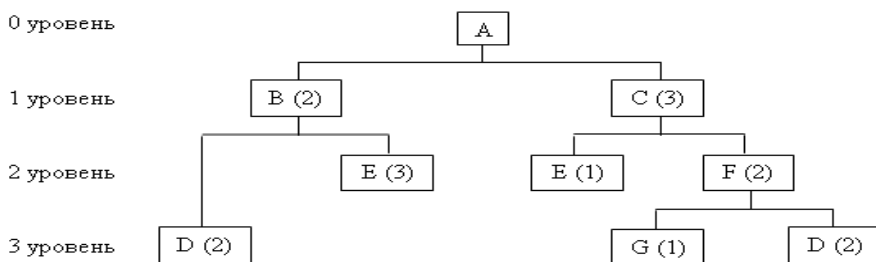 0 уровень
A
1 уровень
B (2)
C (3)
2 уровень
E (3)
E (1)
F (2)
3 уровень
D (2)
G (1)
D (2)